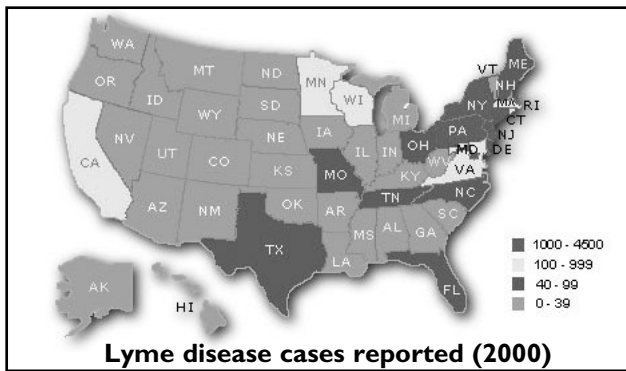 WA
MT
ND
OR
ID
WY
SD
MN
WI
MI
VT
NH
ME
NY
MA
RI
CT
NJ
PA
DE
MD
NV
UT
CO
NE
KS
IA
IL
IN
OH
WV
VA
KY
MO
CA
AZ
NM
OK
AR
TN
NC
SC
TX
LA
MS
AL
GA
FL
AK
HI
1000 - 4500
100 - 999
40 - 99
0 - 39
Lyme disease cases reported (2000)